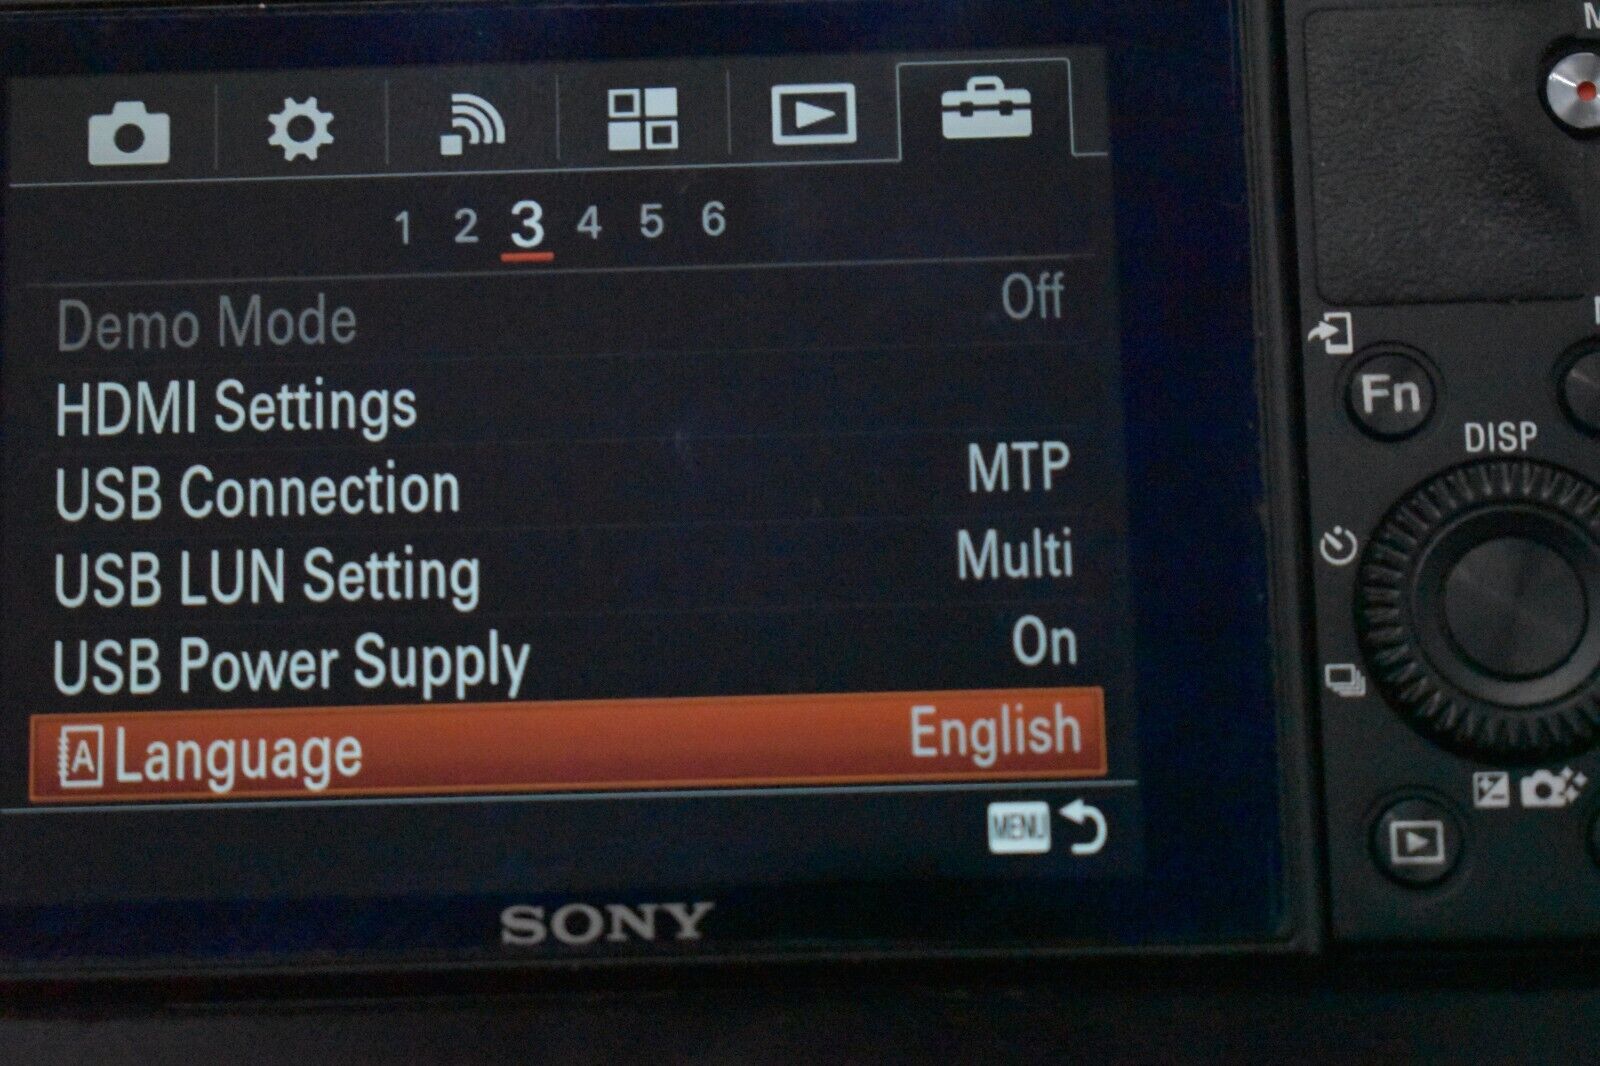 1 2 3 4 5 6
Demo Mode Off
HDMI Settings
USB Connection MTP
USB LUN Setting Multi
USB Power Supply On
A Language English
MENU
SONY
Fn
DISP